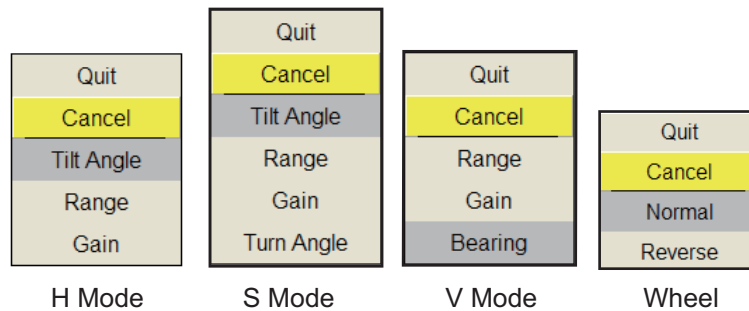 Quit
Cancel
Tilt Angle
Range
Gain
H Mode
Quit
Cancel
Tilt Angle
Range
Gain
Turn Angle
S Mode
Quit
Cancel
Range
Gain
Bearing
V Mode
Quit
Cancel
Normal
Reverse
Wheel